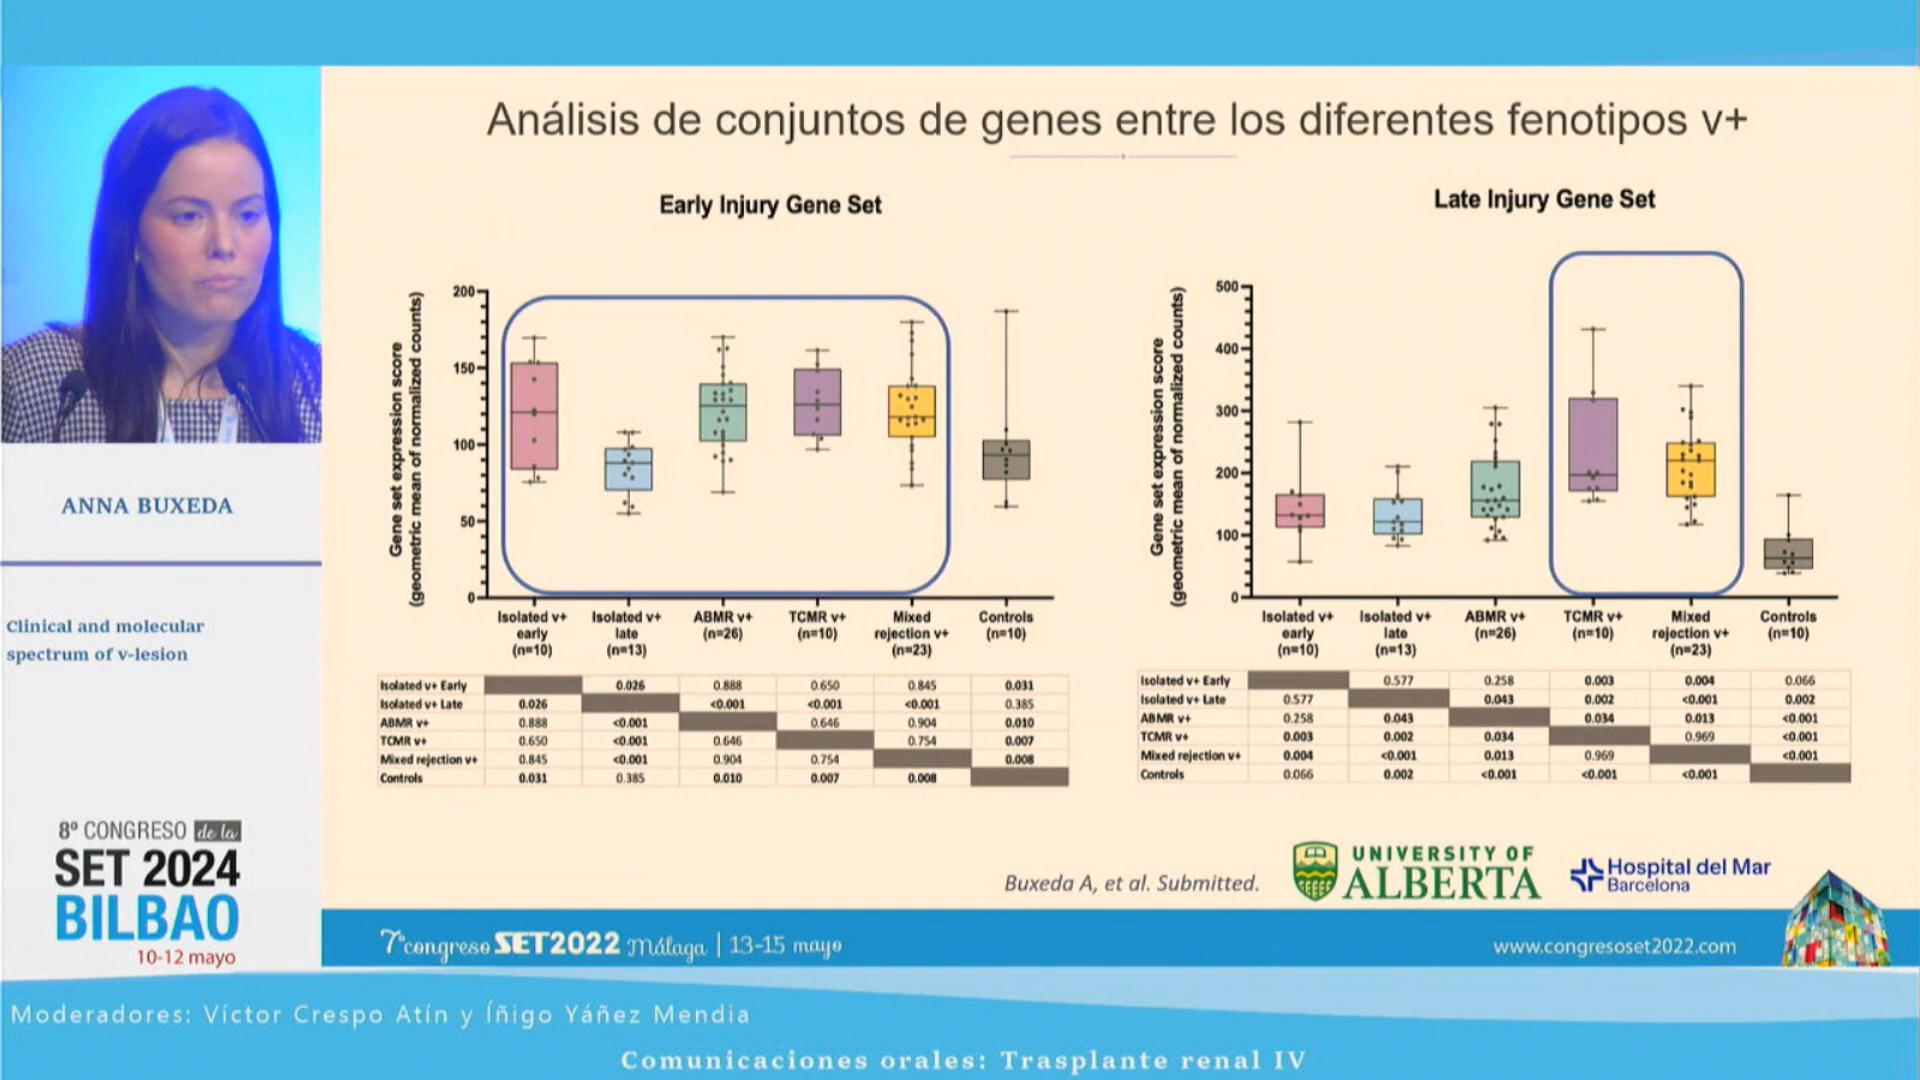 Análisis de conjuntos de genes entre los diferentes fenotipos v+
Early Injury Gene Set
Gene set expression score
(geometric mean of normalized counts)
200
150
100
50
0
Isolated v+ early (n=10)
Isolated v+ late (n=13)
ABMR v+ (n=26)
TCMR v+ (n=10)
Mixed rejection v+ (n=23)
Controls (n=10)
Isolated v+ Early 0.026 0.888 0.650 0.845 0.031
Isolated v+ Late 0.026 <0.001 <0.001 <0.001 0.385
ABMR v+ 0.888 <0.001 0.646 0.904 0.010
TCMR v+ 0.650 <0.001 0.646 0.754 0.007
Mixed rejection v+ 0.845 <0.001 0.904 0.754 0.008
Controls 0.031 0.385 0.010 0.007 0.008
Late Injury Gene Set
Gene set expression score
(geometric mean of normalized counts)
500
400
300
200
100
0
Isolated v+ early (n=10)
Isolated v+ late (n=13)
ABMR v+ (n=26)
TCMR v+ (n=10)
Mixed rejection v+ (n=23)
Controls (n=10)
Isolated v+ Early 0.577 0.258 0.003 0.004 0.066
Isolated v+ Late 0.577 0.043 0.002 <0.001 0.002
ABMR v+ 0.258 0.043 0.034 0.013 <0.001
TCMR v+ 0.003 0.002 0.034 0.969 <0.001
Mixed rejection v+ 0.004 <0.001 0.013 0.969 <0.001
Controls 0.066 0.002 <0.001 <0.001 <0.001
Buxeda A, et al. Submitted.
UNIVERSITY OF
ALBERTA
Hospital del Mar
Barcelona
7º congreso SET2022 Málaga | 13-15 mayo
www.congresoset2022.com
ANNA BUXEDA
Clinical and molecular
spectrum of v-lesion
8º CONGRESO de la
SET 2024
BILBAO
10-12 mayo
Moderadores: Víctor Crespo Atín y Íñigo Yáñez Mendia
Comunicaciones orales: Trasplante renal IV